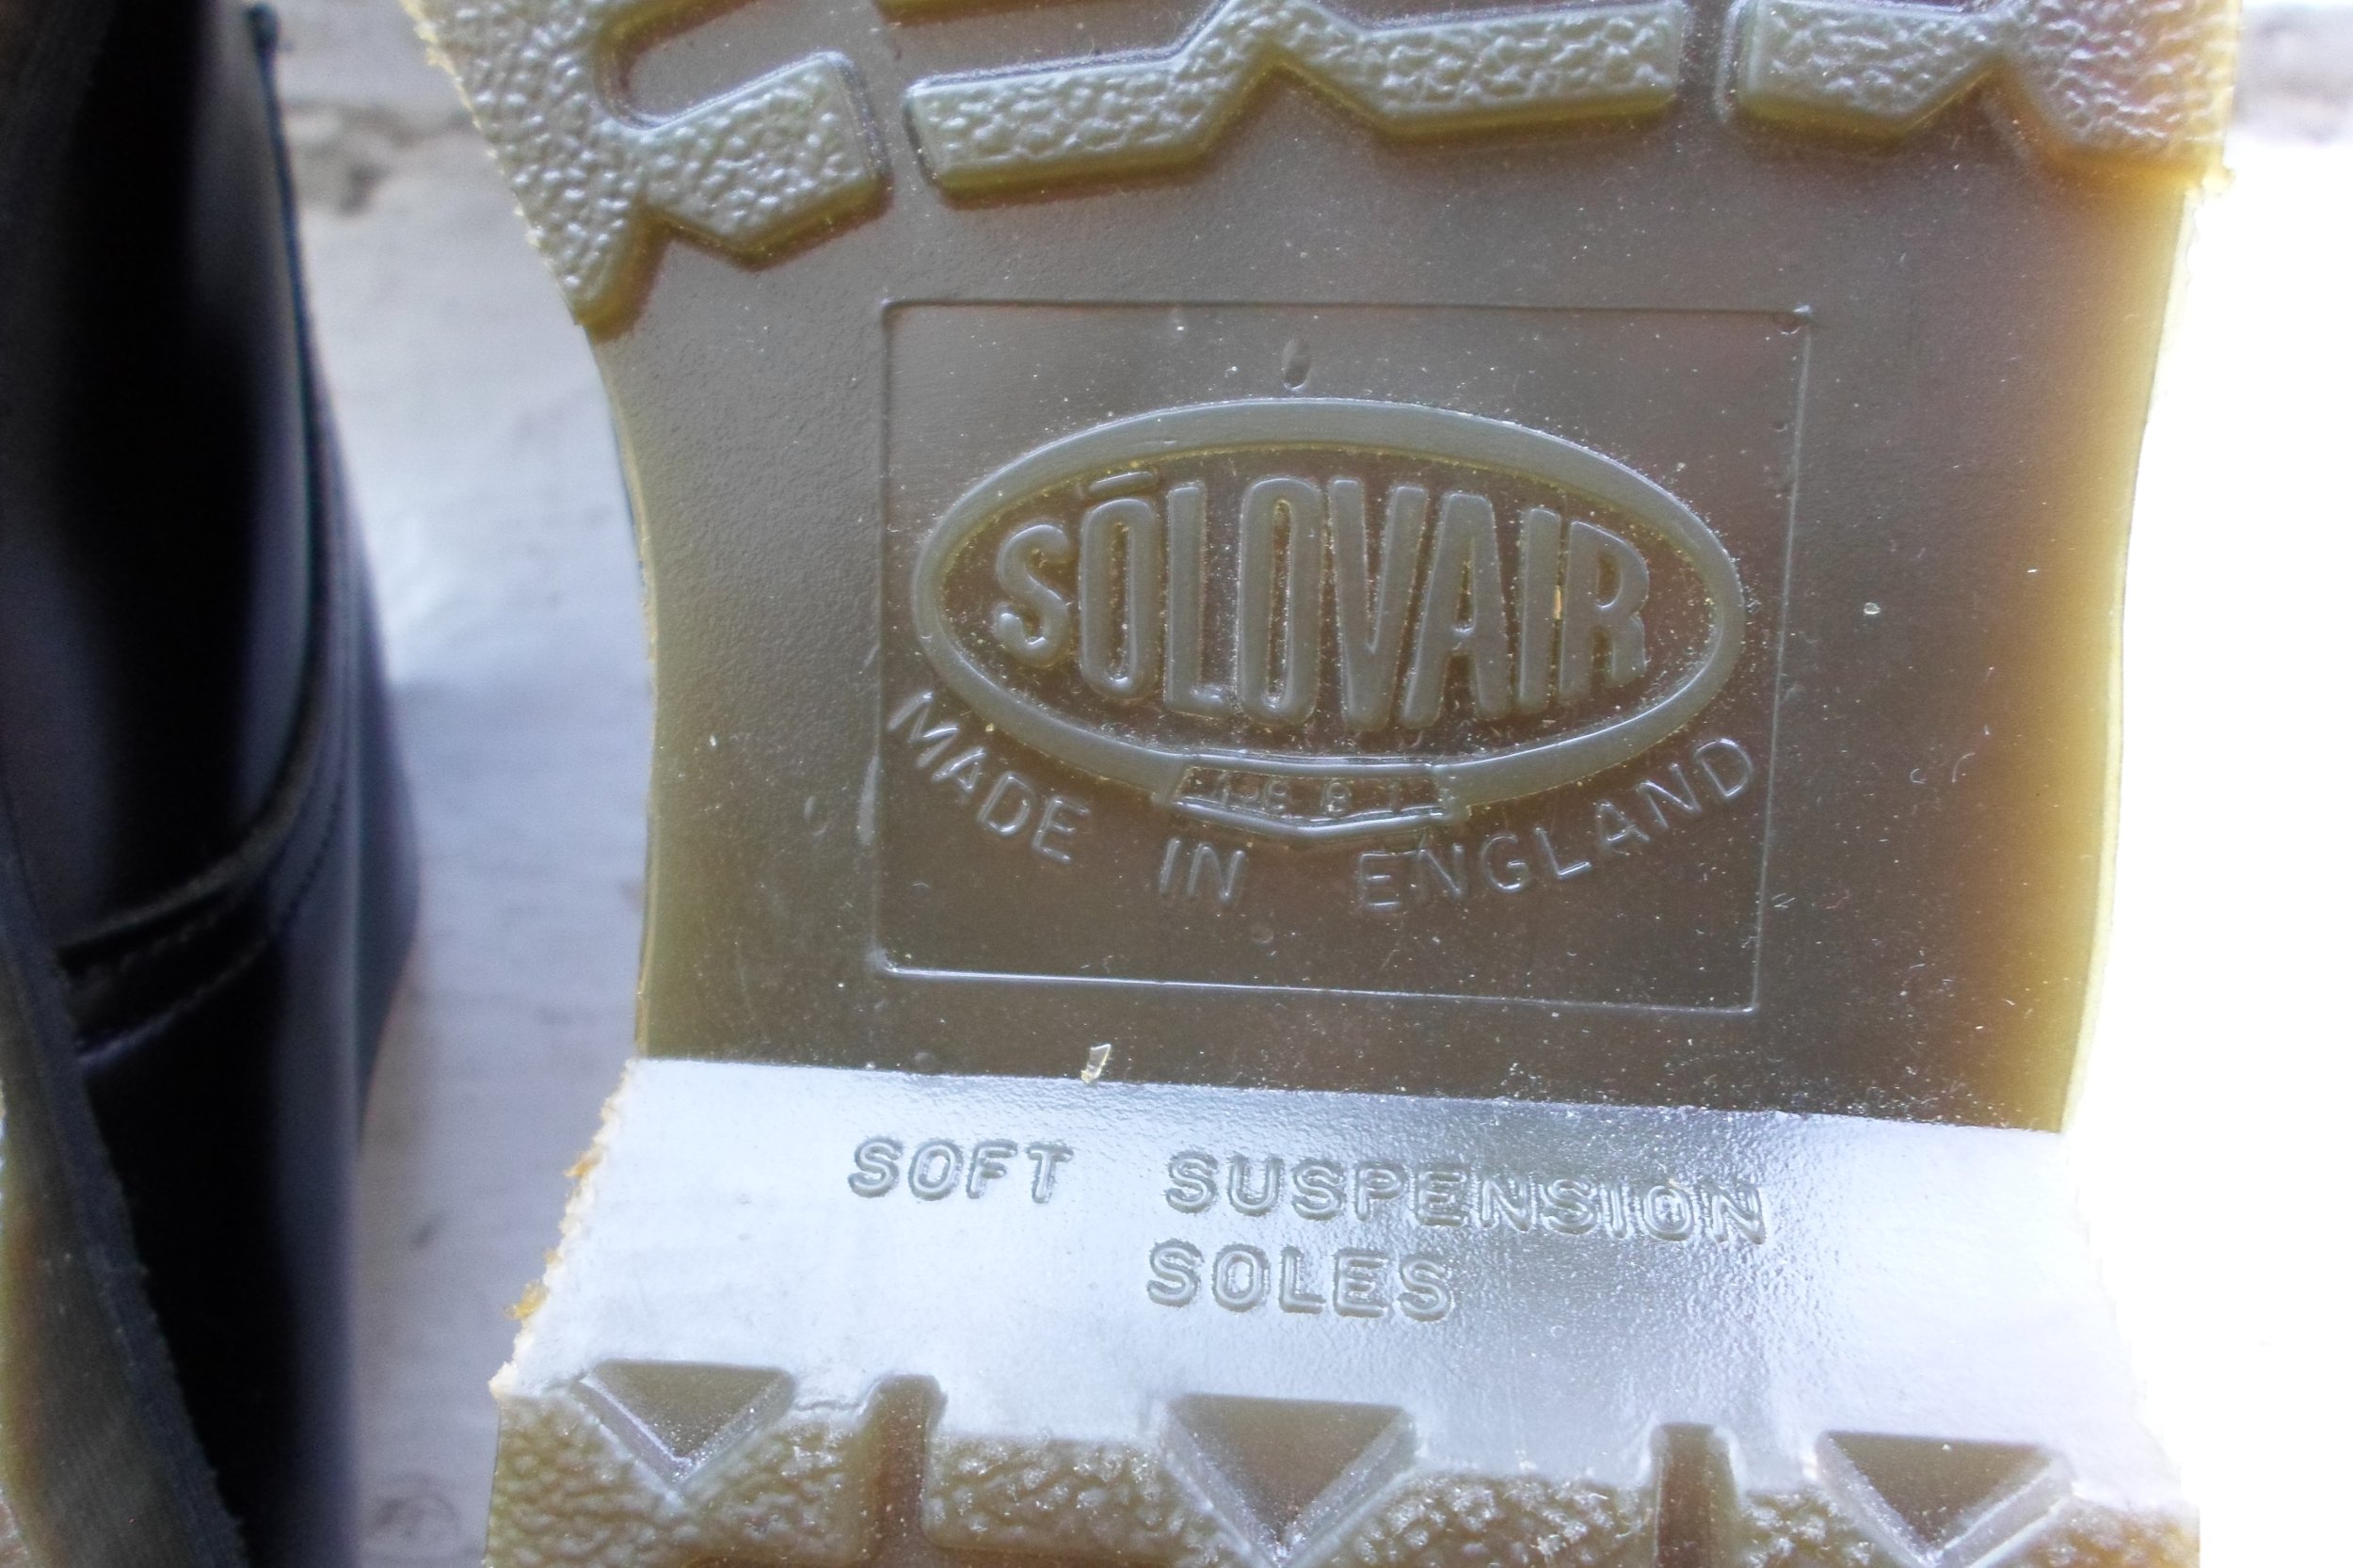 SŌLOVAIR
MADE IN ENGLAND
SOFT SUSPENSION
SOLES